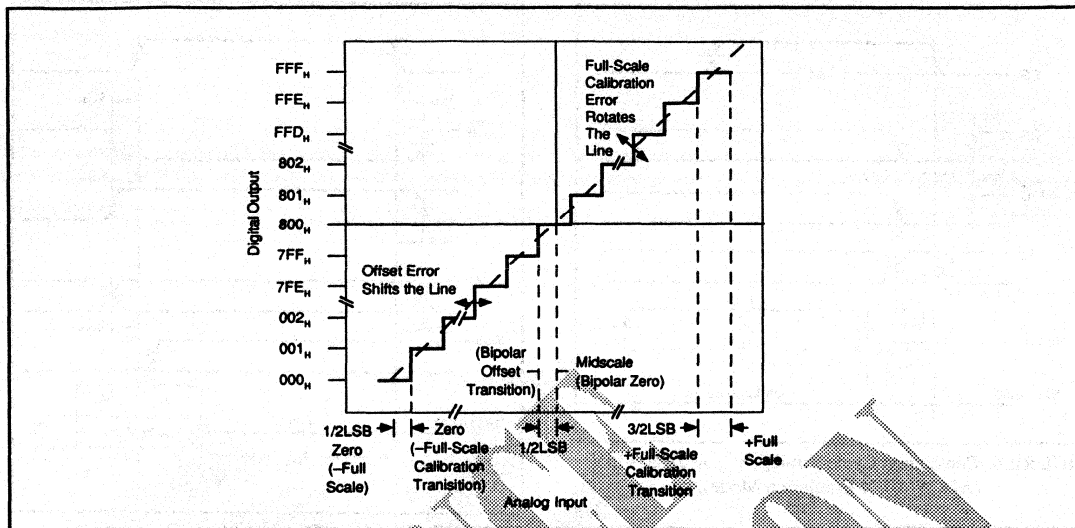 Digital Output
FFF_H
FFE_H
FFD_H
802_H
801_H
800_H
7FF_H
7FE_H
002_H
001_H
000_H
Full-Scale
Calibration
Error
Rotates
The
Line
Offset Error
Shifts the Line
(Bipolar
Offset
Transition)
Midscale
(Bipolar Zero)
1/2LSB
Zero
(–Full
Scale)
Zero
(–Full-Scale
Calibration
Tranisition)
1/2LSB
3/2LSB
+Full-Scale
Calibration
Transition
+Full
Scale
Analog Input